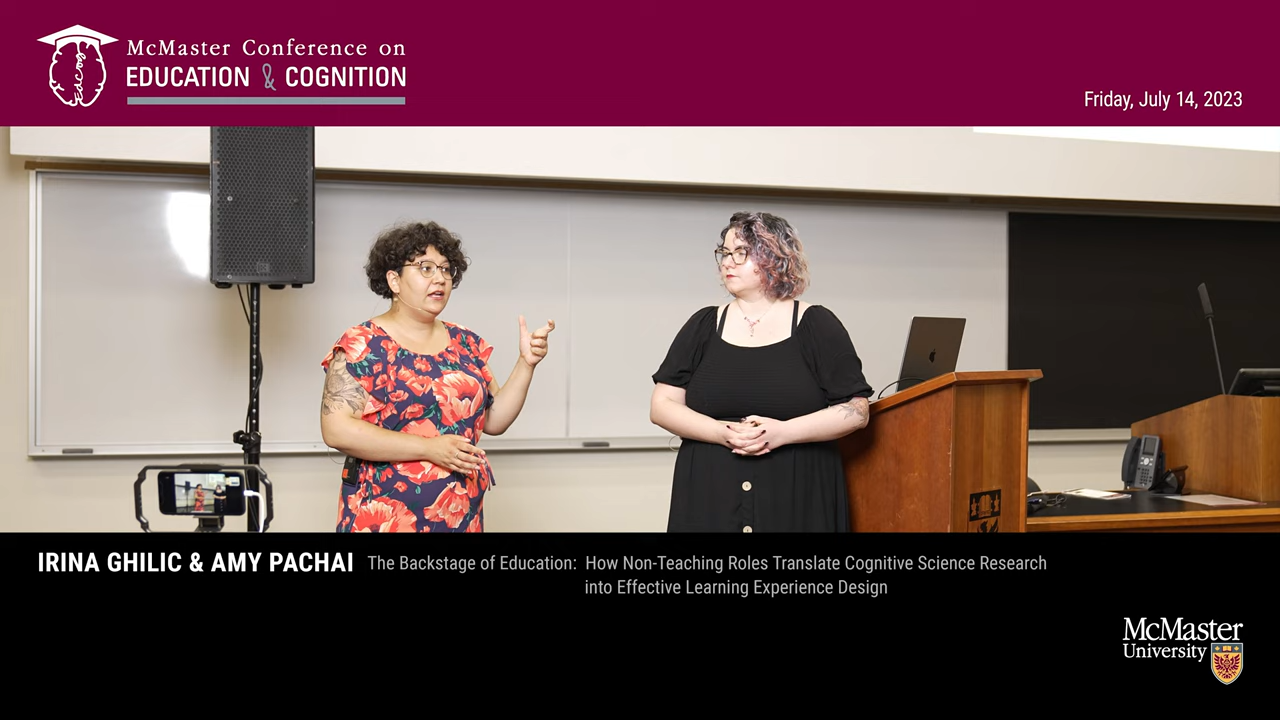 McMaster Conference on
EDUCATION & COGNITION
Friday, July 14, 2023
IRINA GHILIC & AMY PACHAI The Backstage of Education: How Non-Teaching Roles Translate Cognitive Science Research
into Effective Learning Experience Design
McMaster
University